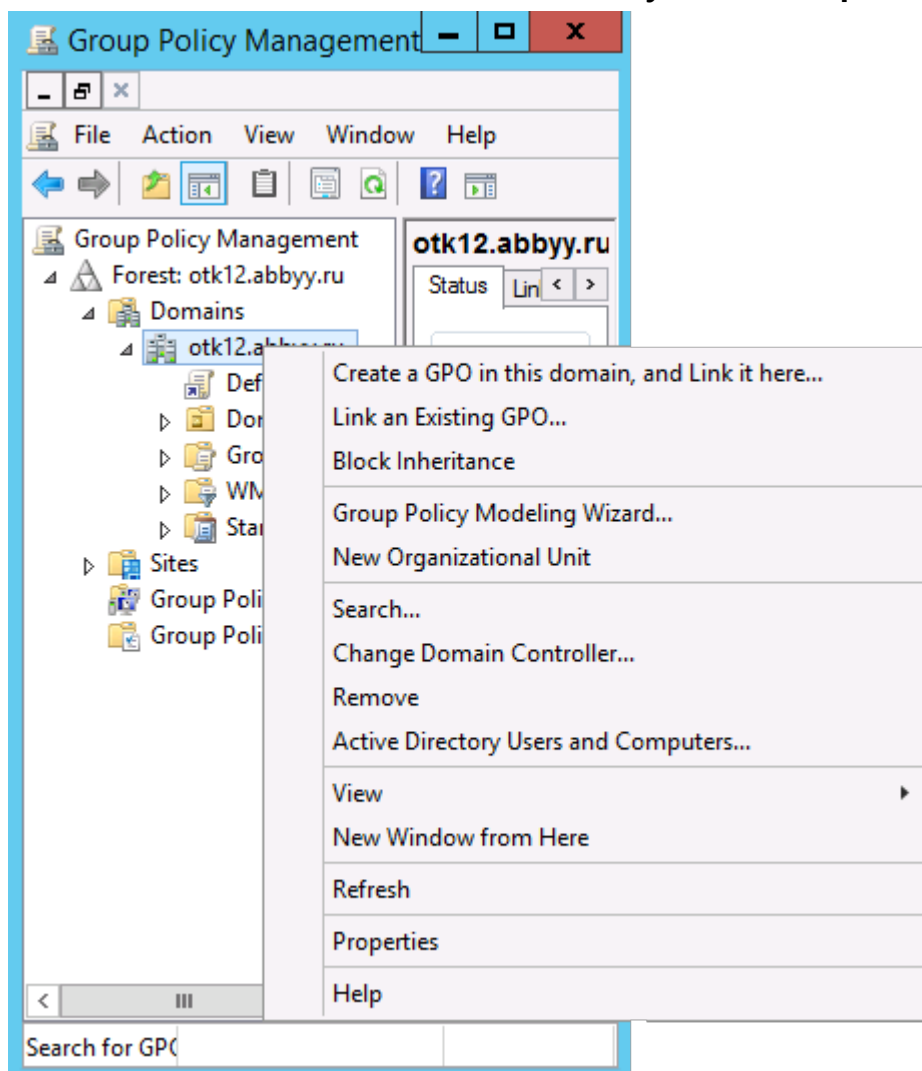 Group Policy Management
File Action View Window Help
Group Policy Management
Forest: otk12.abbyy.ru
Domains
otk12.a
Def
Dor
Gro
WM
Star
Sites
Group Poli
Group Poli
otk12.abbyy.ru
Status Lin
Create a GPO in this domain, and Link it here...
Link an Existing GPO...
Block Inheritance
Group Policy Modeling Wizard...
New Organizational Unit
Search...
Change Domain Controller...
Remove
Active Directory Users and Computers...
View
New Window from Here
Refresh
Properties
Help
Search for GPO